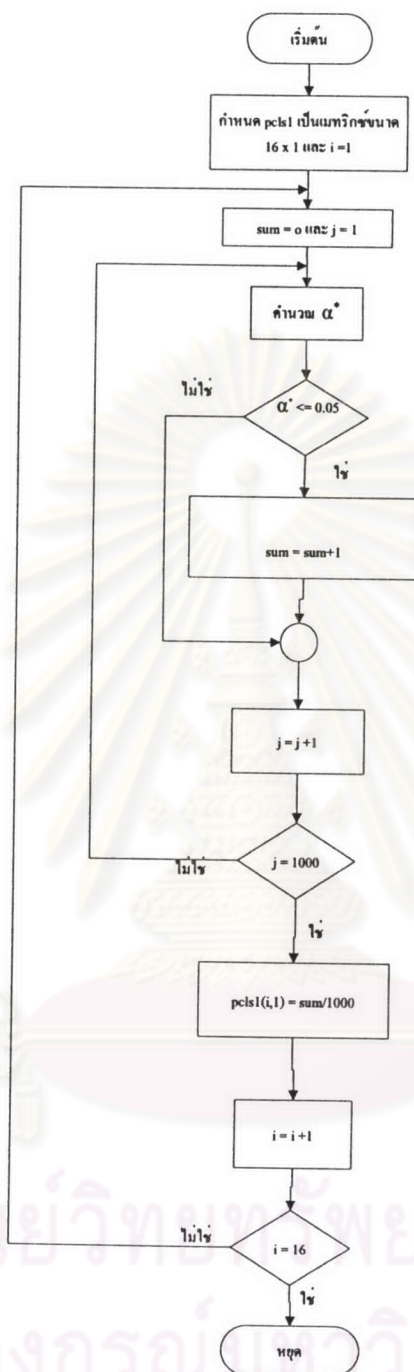 เริ่มต้น
กำหนด pcls1 เป็นเมทริกซ์ขนาด
16 x 1 และ i =1
sum = o และ j = 1
คำนวณ α*
ไม่ใช่
α* <= 0.05
ใช่
sum = sum+1
j = j +1
ไม่ใช่
j = 1000
ใช่
pcls1(i,1) = sum/1000
i = i +1
ไม่ใช่
i = 16
ใช่
หยุด